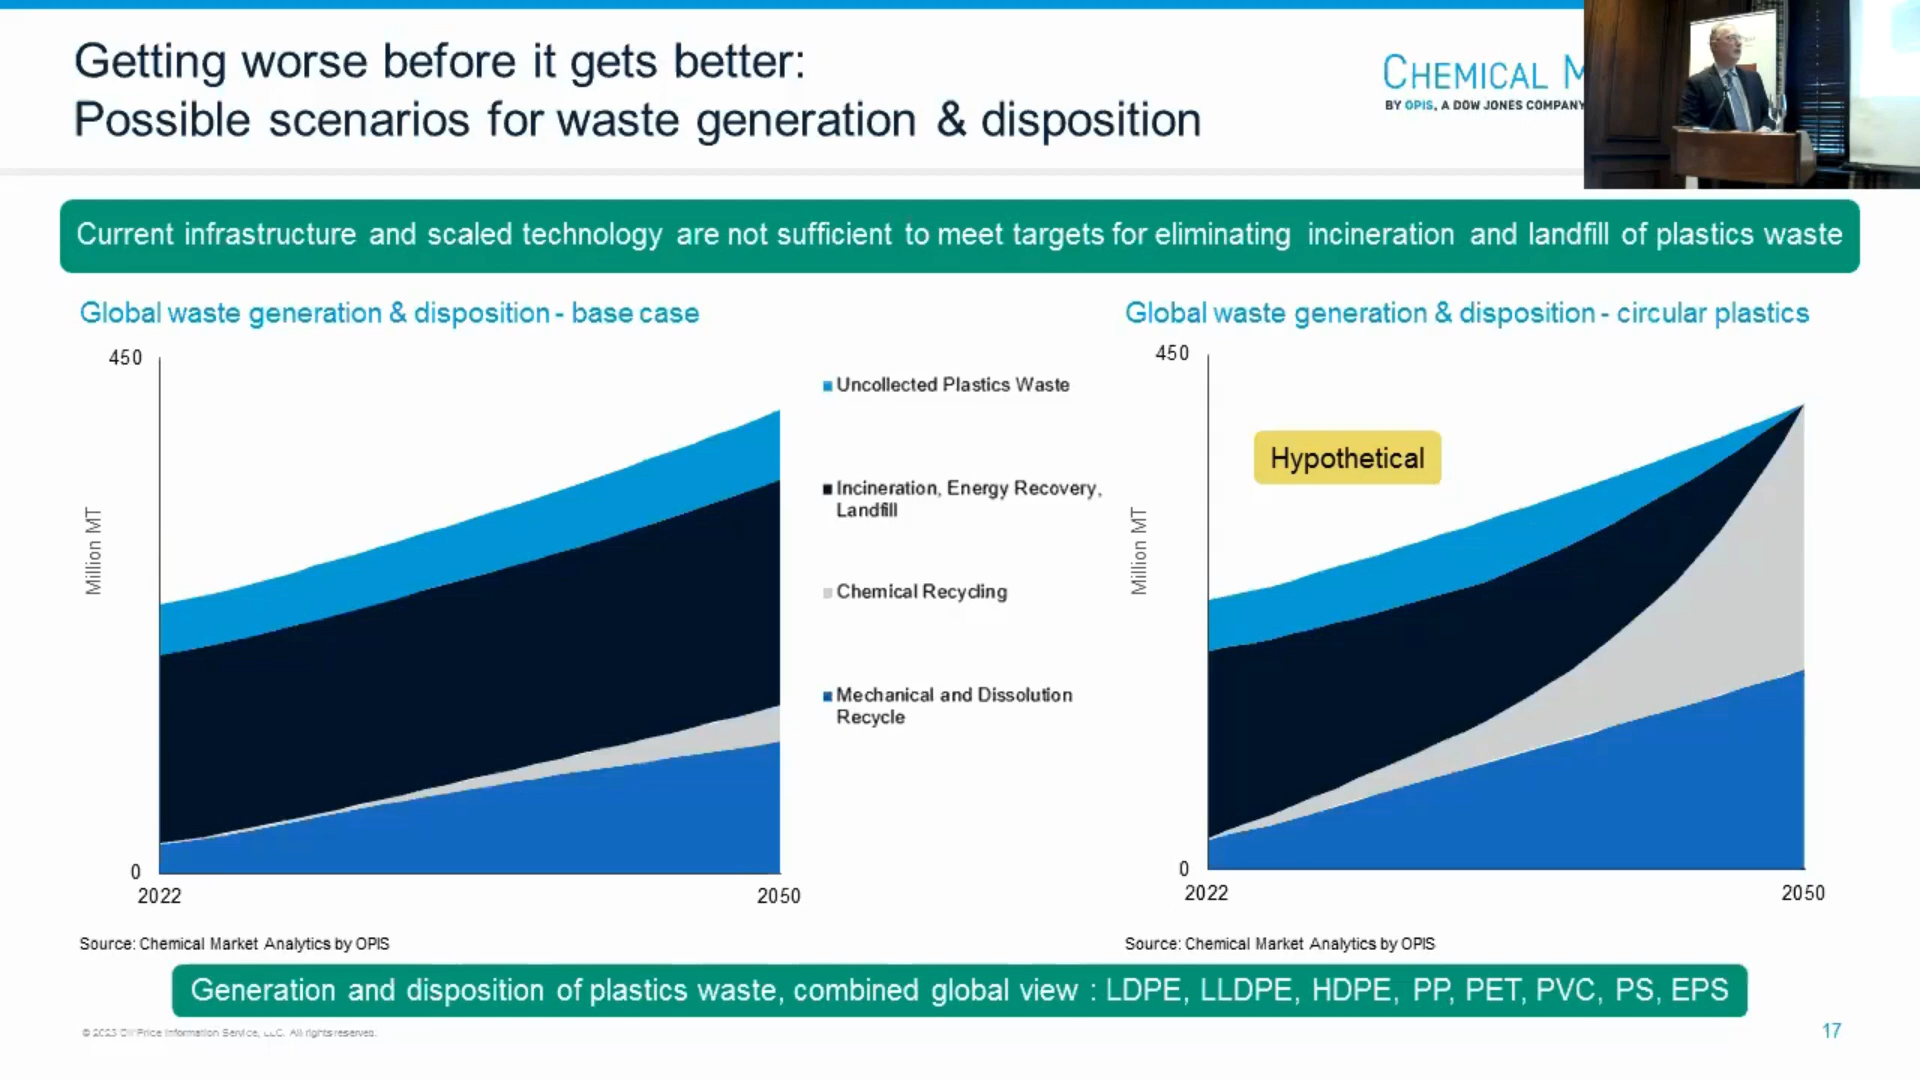 Getting worse before it gets better:
Possible scenarios for waste generation & disposition
CHEMICAL M
BY OPIS, A DOW JONES COMPANY
Current infrastructure and scaled technology are not sufficient to meet targets for eliminating incineration and landfill of plastics waste
Global waste generation & disposition - base case
450
Million MT
0
2022
2050
Uncollected Plastics Waste
Incineration, Energy Recovery,
Landfill
Chemical Recycling
Mechanical and Dissolution
Recycle
Source: Chemical Market Analytics by OPIS
Global waste generation & disposition - circular plastics
450
Hypothetical
Million MT
0
2022
2050
Source: Chemical Market Analytics by OPIS
Generation and disposition of plastics waste, combined global view : LDPE, LLDPE, HDPE, PP, PET, PVC, PS, EPS
© 2023 Oil Price Information Service, LLC. All rights reserved.
17